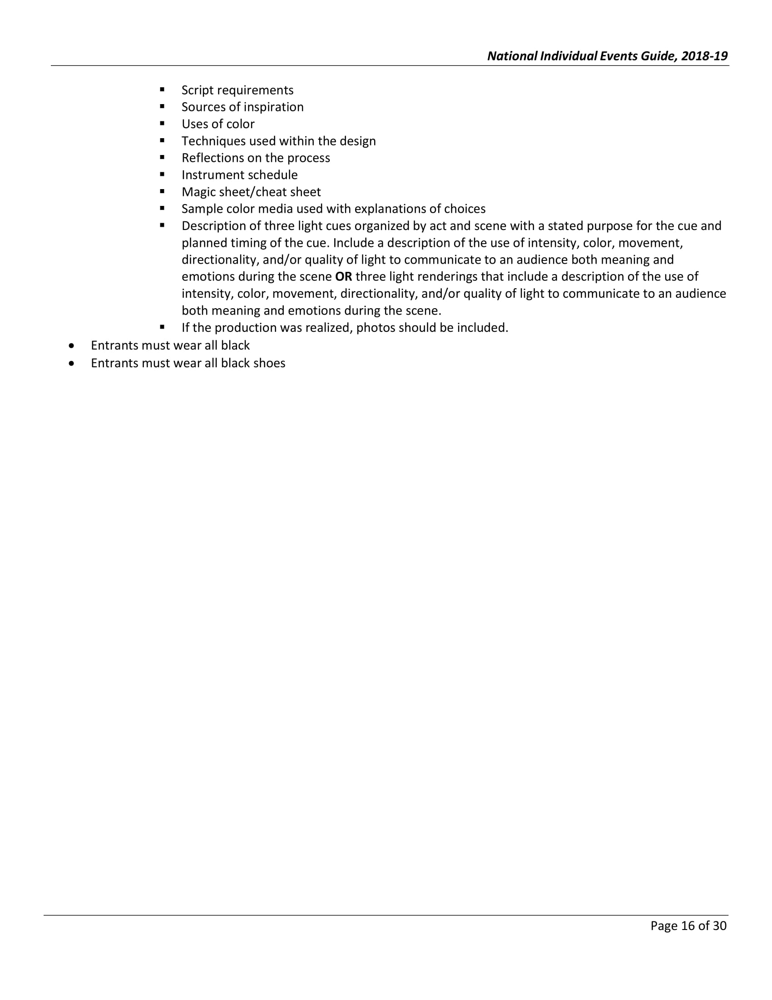 National Individual Events Guide, 2018-19
▪ Script requirements
▪ Sources of inspiration
▪ Uses of color
▪ Techniques used within the design
▪ Reflections on the process
▪ Instrument schedule
▪ Magic sheet/cheat sheet
▪ Sample color media used with explanations of choices
▪ Description of three light cues organized by act and scene with a stated purpose for the cue and
planned timing of the cue. Include a description of the use of intensity, color, movement,
directionality, and/or quality of light to communicate to an audience both meaning and
emotions during the scene OR three light renderings that include a description of the use of
intensity, color, movement, directionality, and/or quality of light to communicate to an audience
both meaning and emotions during the scene.
▪ If the production was realized, photos should be included.
• Entrants must wear all black
• Entrants must wear all black shoes
Page 16 of 30